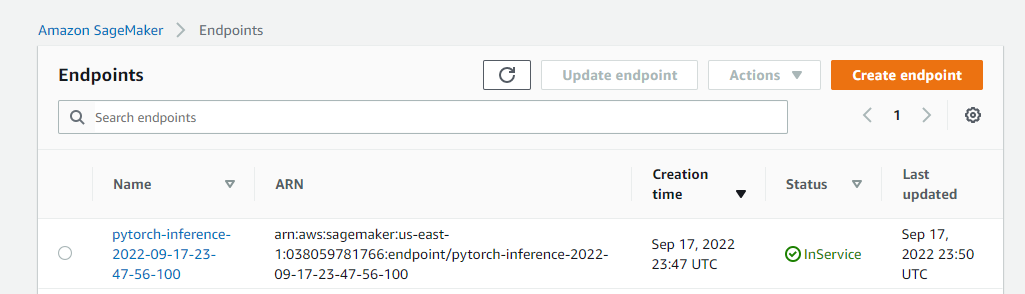 Amazon SageMaker > Endpoints
Endpoints
Update endpoint
Actions
Create endpoint
Search endpoints
1
Name
ARN
Creation
time
Status
Last
updated
pytorch-inference-
2022-09-17-23-
47-56-100
arn:aws:sagemaker:us-east-
1:038059781766:endpoint/pytorch-inference-2022-
09-17-23-47-56-100
Sep 17, 2022
23:47 UTC
InService
Sep 17,
2022 23:50
UTC